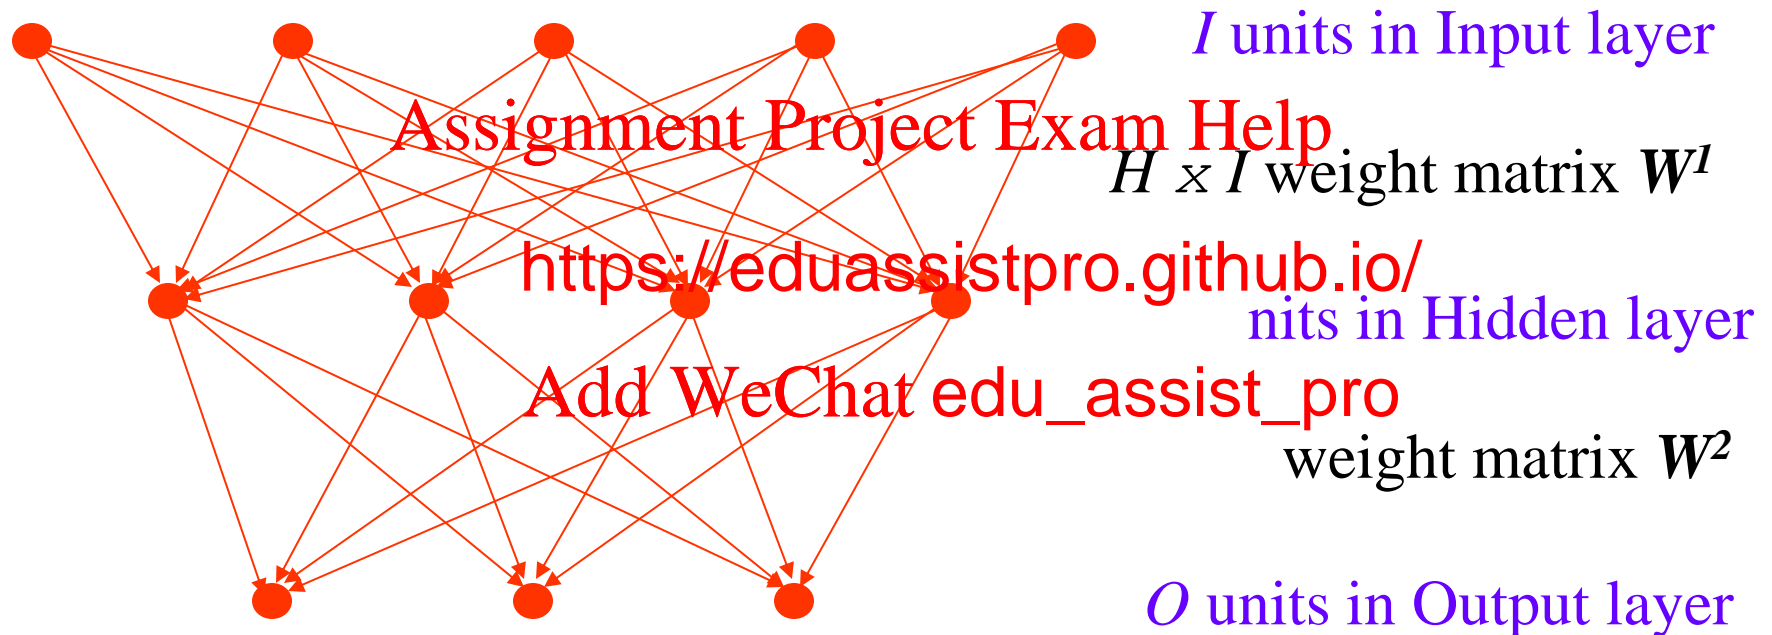 I units in Input layer
Assignment Project Exam Help
H x I weight matrix W¹
https://eduassistpro.github.io/
nits in Hidden layer
Add WeChat edu_assist_pro
weight matrix W²
O units in Output layer